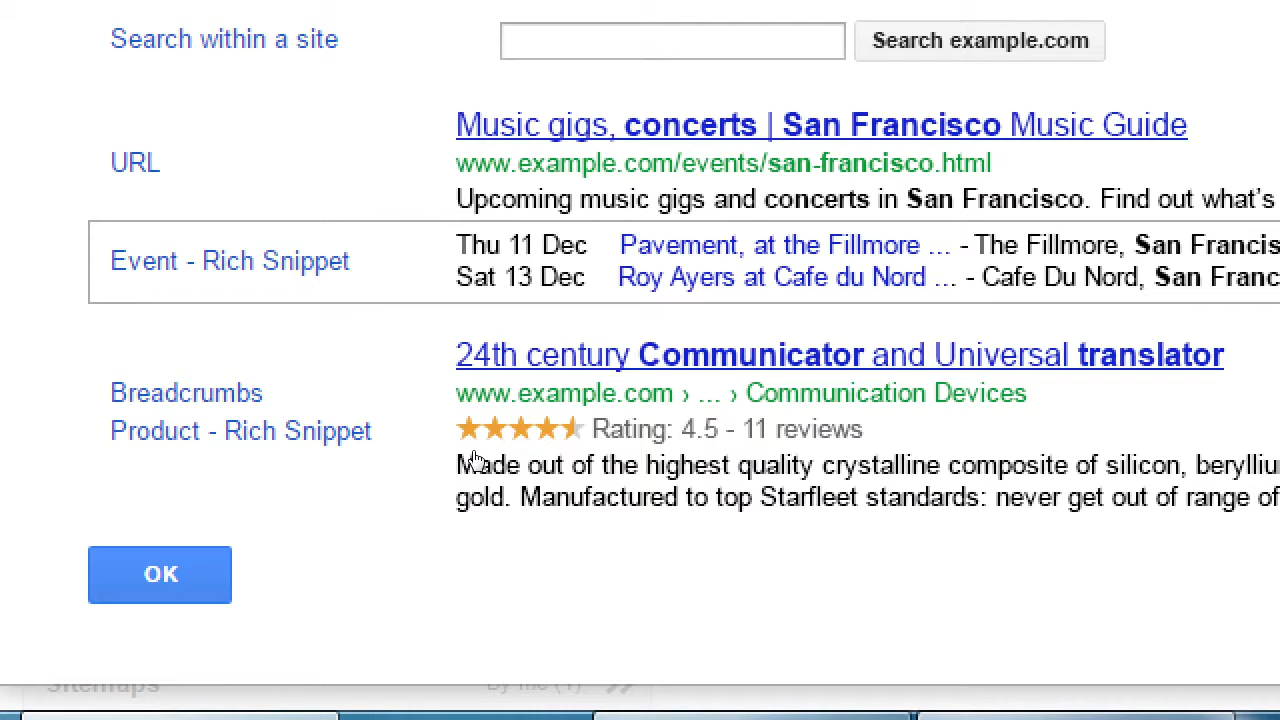 Search within a site Search example.com
Music gigs, concerts | San Francisco Music Guide
URL www.example.com/events/san-francisco.html
Upcoming music gigs and concerts in San Francisco. Find out what's
Event - Rich Snippet
Thu 11 Dec Pavement, at the Fillmore ... - The Fillmore, San Francis
Sat 13 Dec Roy Ayers at Cafe du Nord ... - Cafe Du Nord, San Franc
24th century Communicator and Universal translator
Breadcrumbs www.example.com › ... › Communication Devices
Product - Rich Snippet Rating: 4.5 - 11 reviews
Made out of the highest quality crystalline composite of silicon, berylliu
gold. Manufactured to top Starfleet standards: never get out of range of
OK
Sitemaps By me (1)